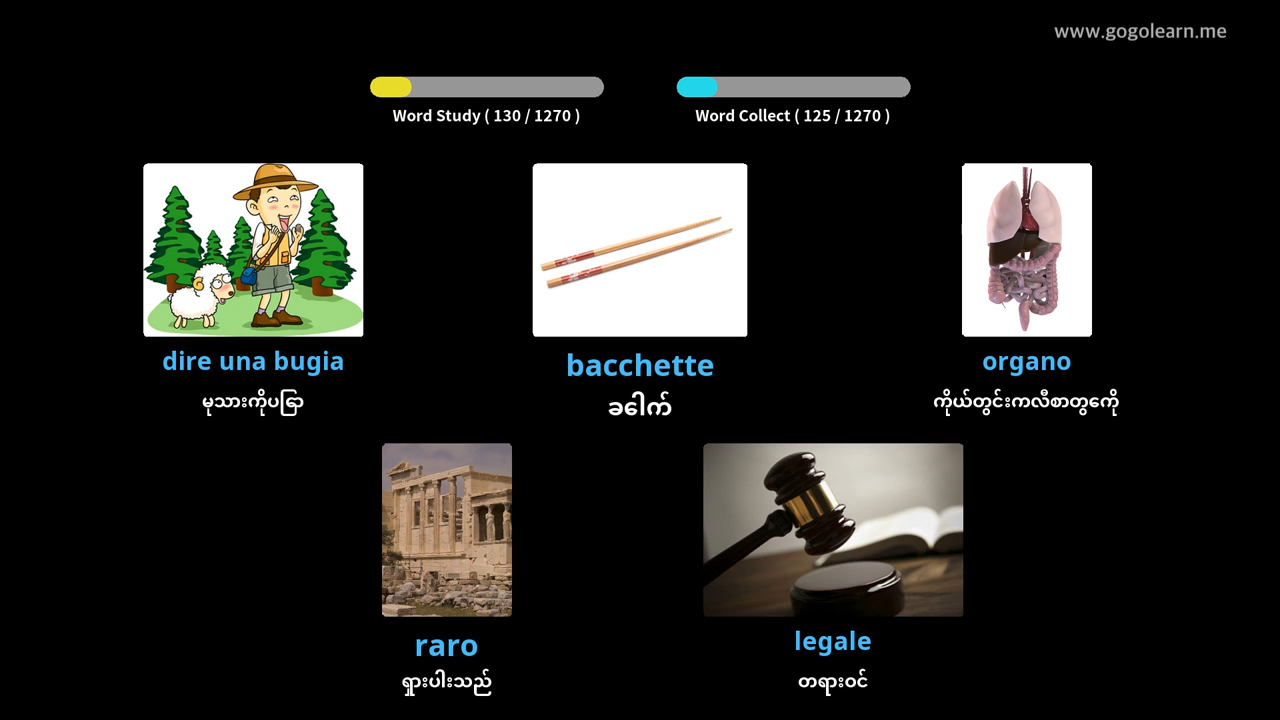 www.gogolearn.me
Word Study ( 130 / 1270 )
Word Collect ( 125 / 1270 )
dire una bugia
မုသားကိုပြော
bacchette
ခေါက်
organo
ကိုယ်တွင်းကလီစာတွေကို
raro
ရှားပါးသည်
legale
တရားဝင်